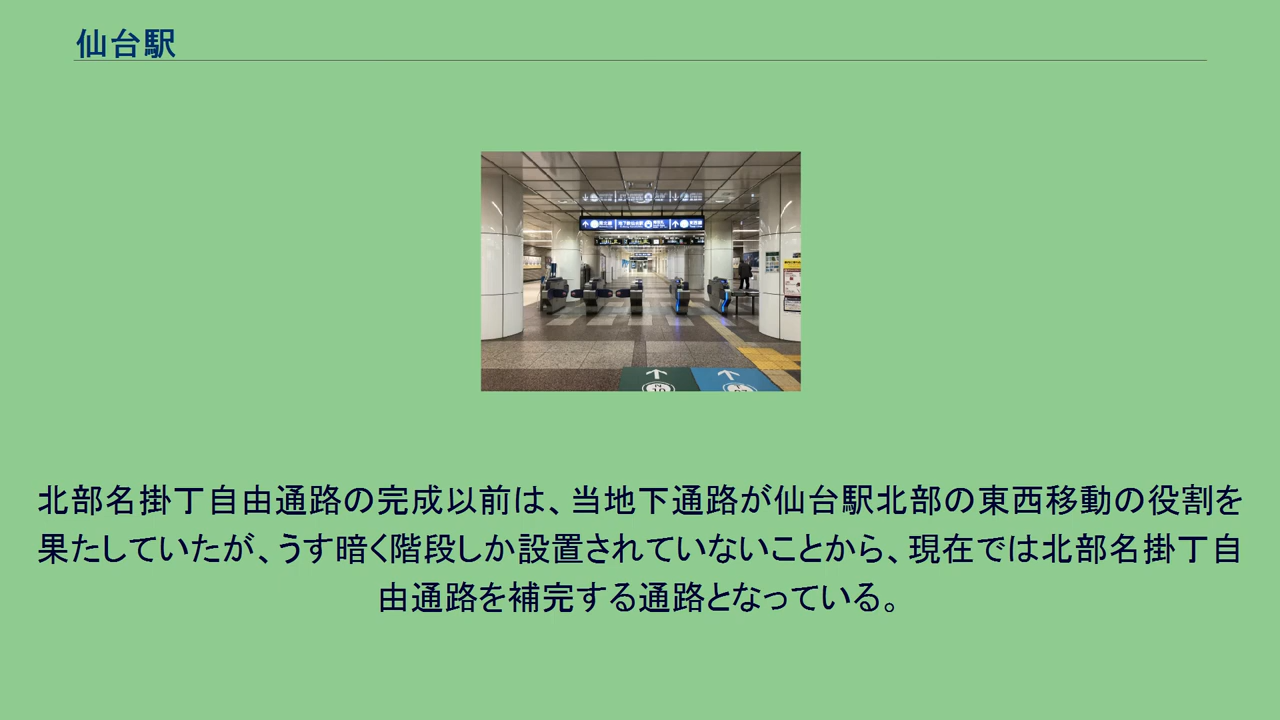 仙台駅
北部名掛丁自由通路の完成以前は、当地下通路が仙台駅北部の東西移動の役割を
果たしていたが、うす暗く階段しか設置されていないことから、現在では北部名掛丁自
由通路を補完する通路となっている。